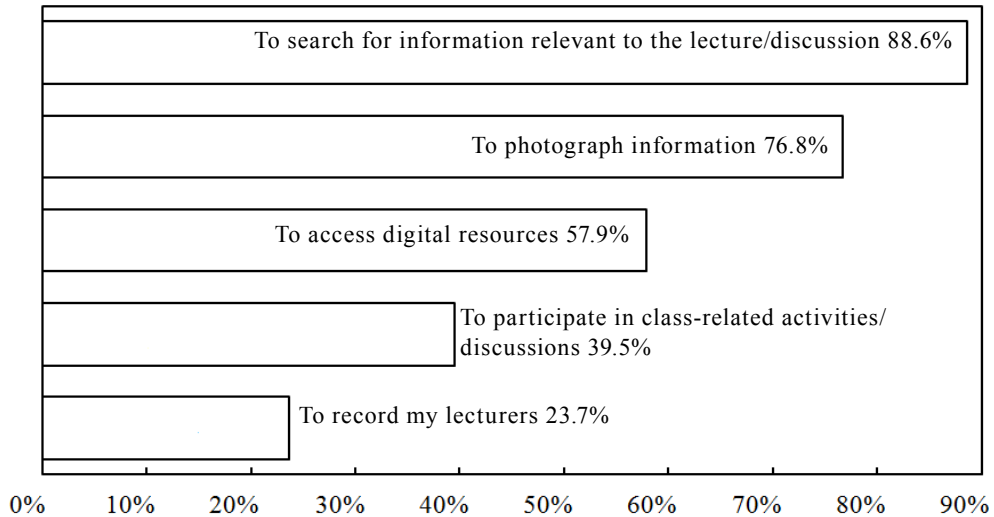 To search for information relevant to the lecture/discussion 88.6%
To photograph information 76.8%
To access digital resources 57.9%
To participate in class-related activities/
discussions 39.5%
To record my lecturers 23.7%
0% 10% 20% 30% 40% 50% 60% 70% 80% 90%